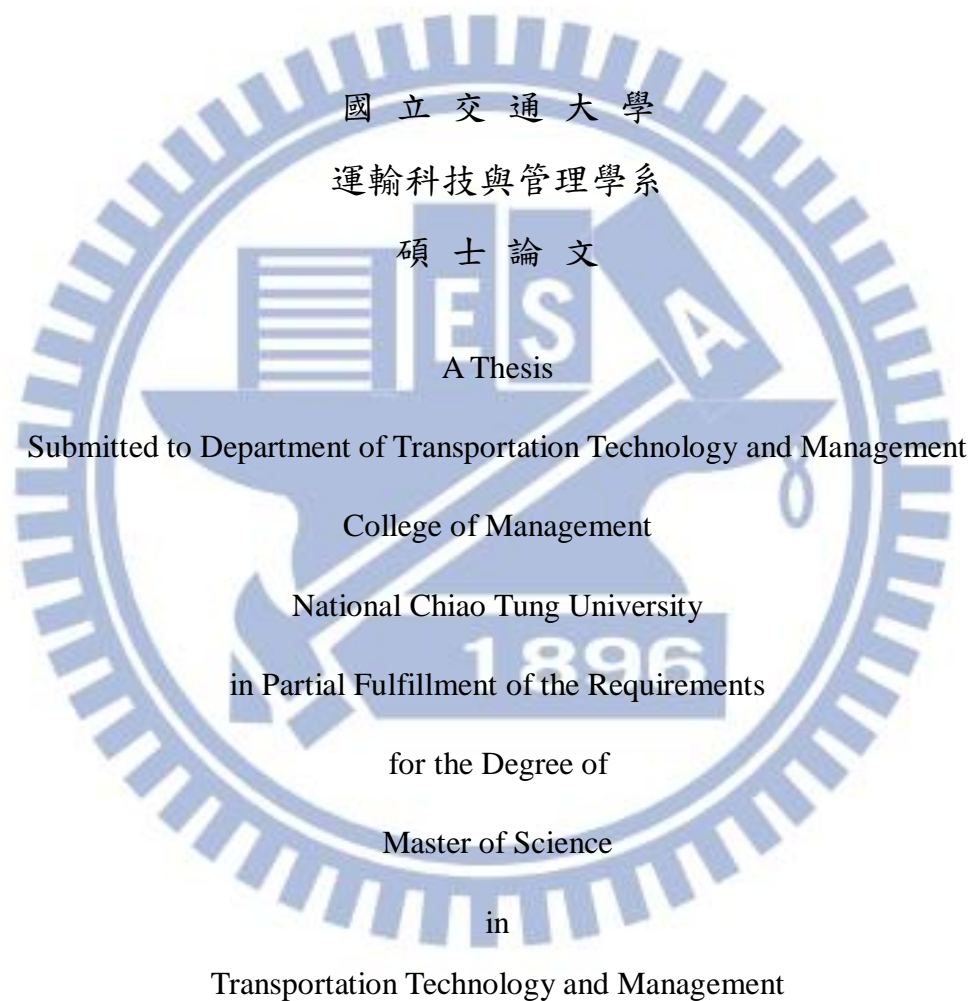 國 立 交 通 大 學
運輸科技與管理學系
碩 士 論 文
E S A
A Thesis
Submitted to Department of Transportation Technology and Management
College of Management
National Chiao Tung University
1896
in Partial Fulfillment of the Requirements
for the Degree of
Master of Science
in
Transportation Technology and Management